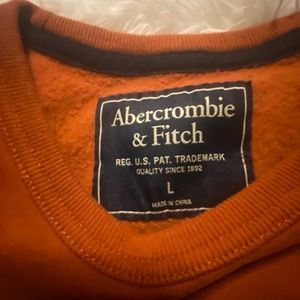 Abercrombie
& Fitch
REG. U.S. PAT. TRADEMARK
QUALITY SINCE 1892
L
MADE IN CHINA